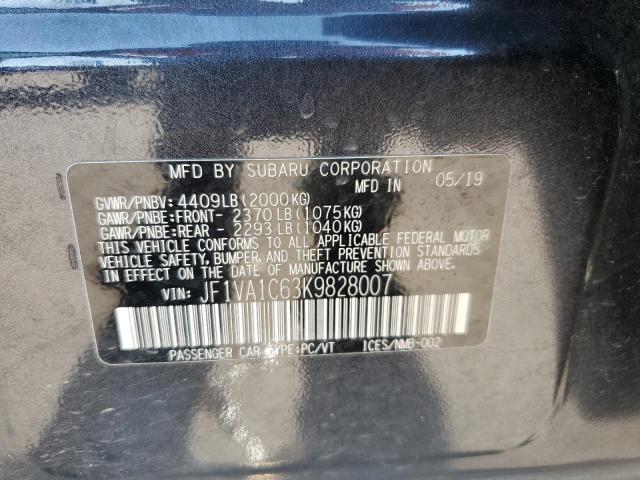 MFD BY SUBARU CORPORATION
MFD IN 05/19
GVWR/PNBV: 4409LB (2000KG)
GAWR/PNBE:FRONT- 2370 LB (1075KG)
GAWR/PNBE:REAR - 2293 LB (1040KG)
THIS VEHICLE CONFORMS TO ALL APPLICABLE FEDERAL MOTOR
VEHICLE SAFETY, BUMPER, AND THEFT PREVENTION STANDARDS
IN EFFECT ON THE DATE OF MANUFACTURE SHOWN ABOVE.
VIN: JF1VA1C63K9828007
PASSENGER CAR TYPE:PC/VT ICES/NMB-002